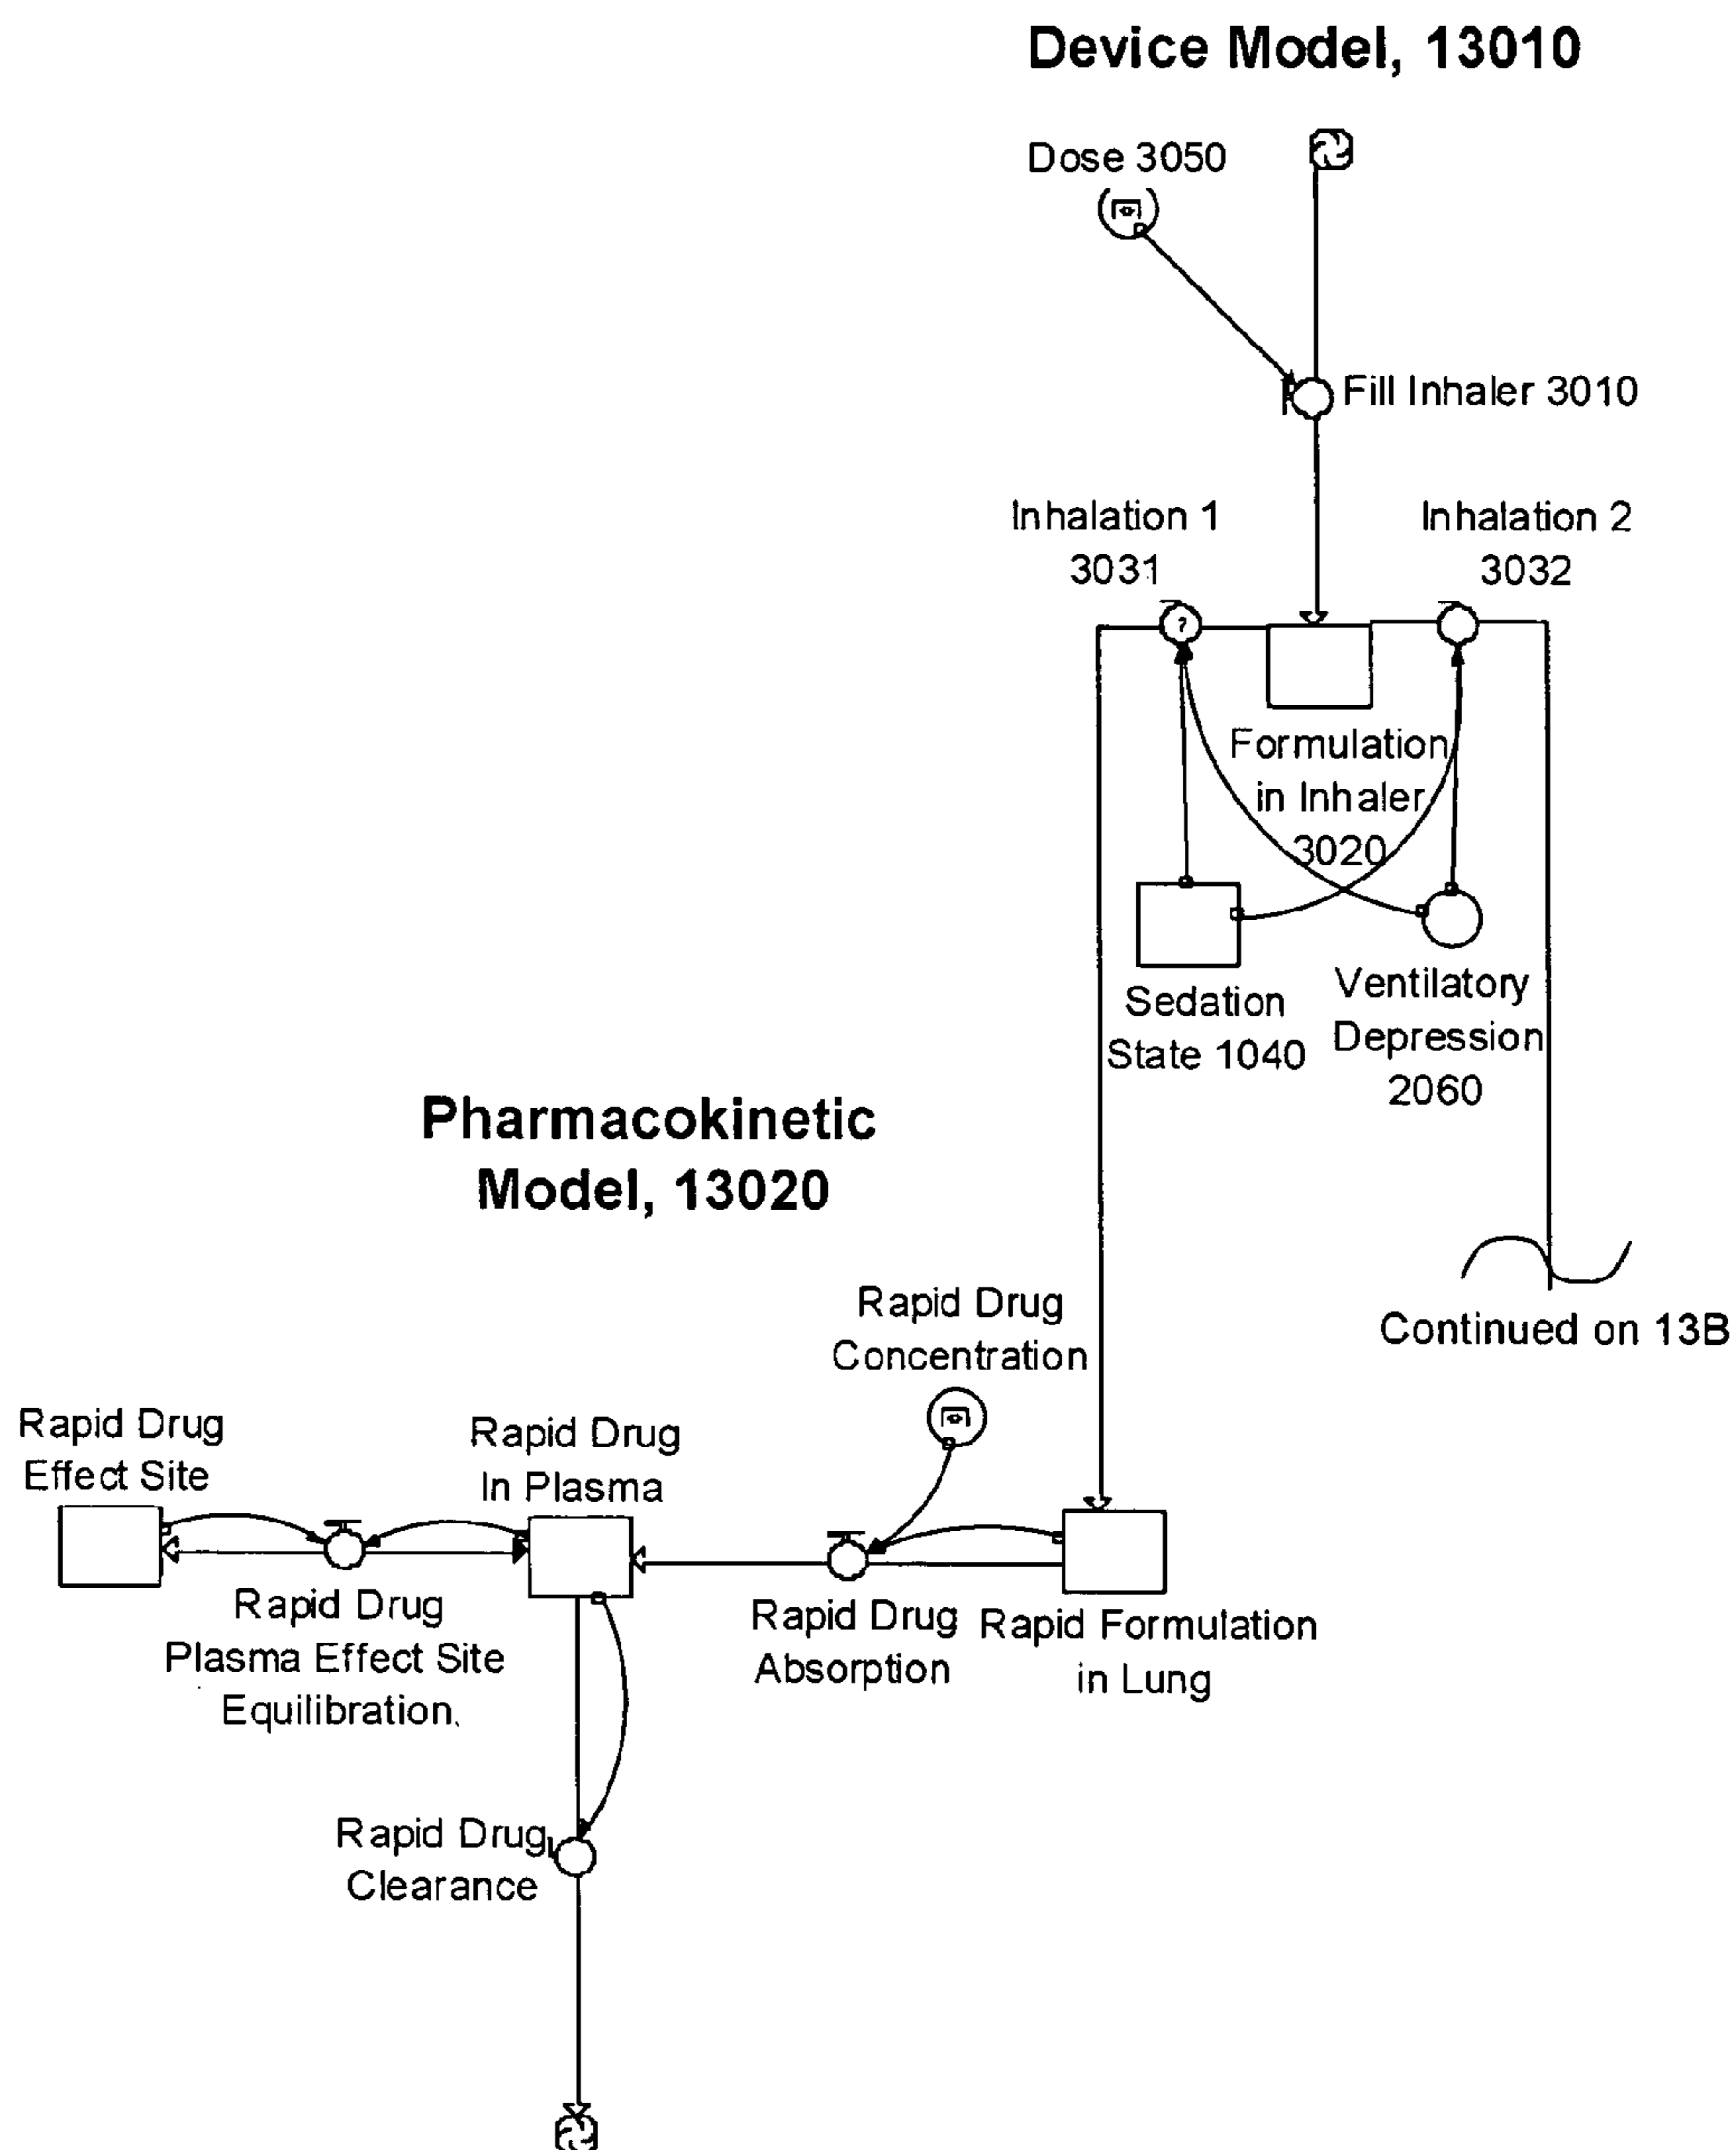 Device Model, 13010
Dose 3050
Fill Inhaler 3010
Inhalation 1
3031
Inhalation 2
3032
?
Formulation
in Inhaler
3020
Sedation
State 1040
Ventilatory
Depression
2060
Pharmacokinetic
Model, 13020
Continued on 13B
Rapid Drug
Concentration
Rapid Drug
Effect Site
Rapid Drug
In Plasma
Rapid Drug
Plasma Effect Site
Equilibration.
Rapid Drug
Absorption
Rapid Formulation
in Lung
Rapid Drug
Clearance